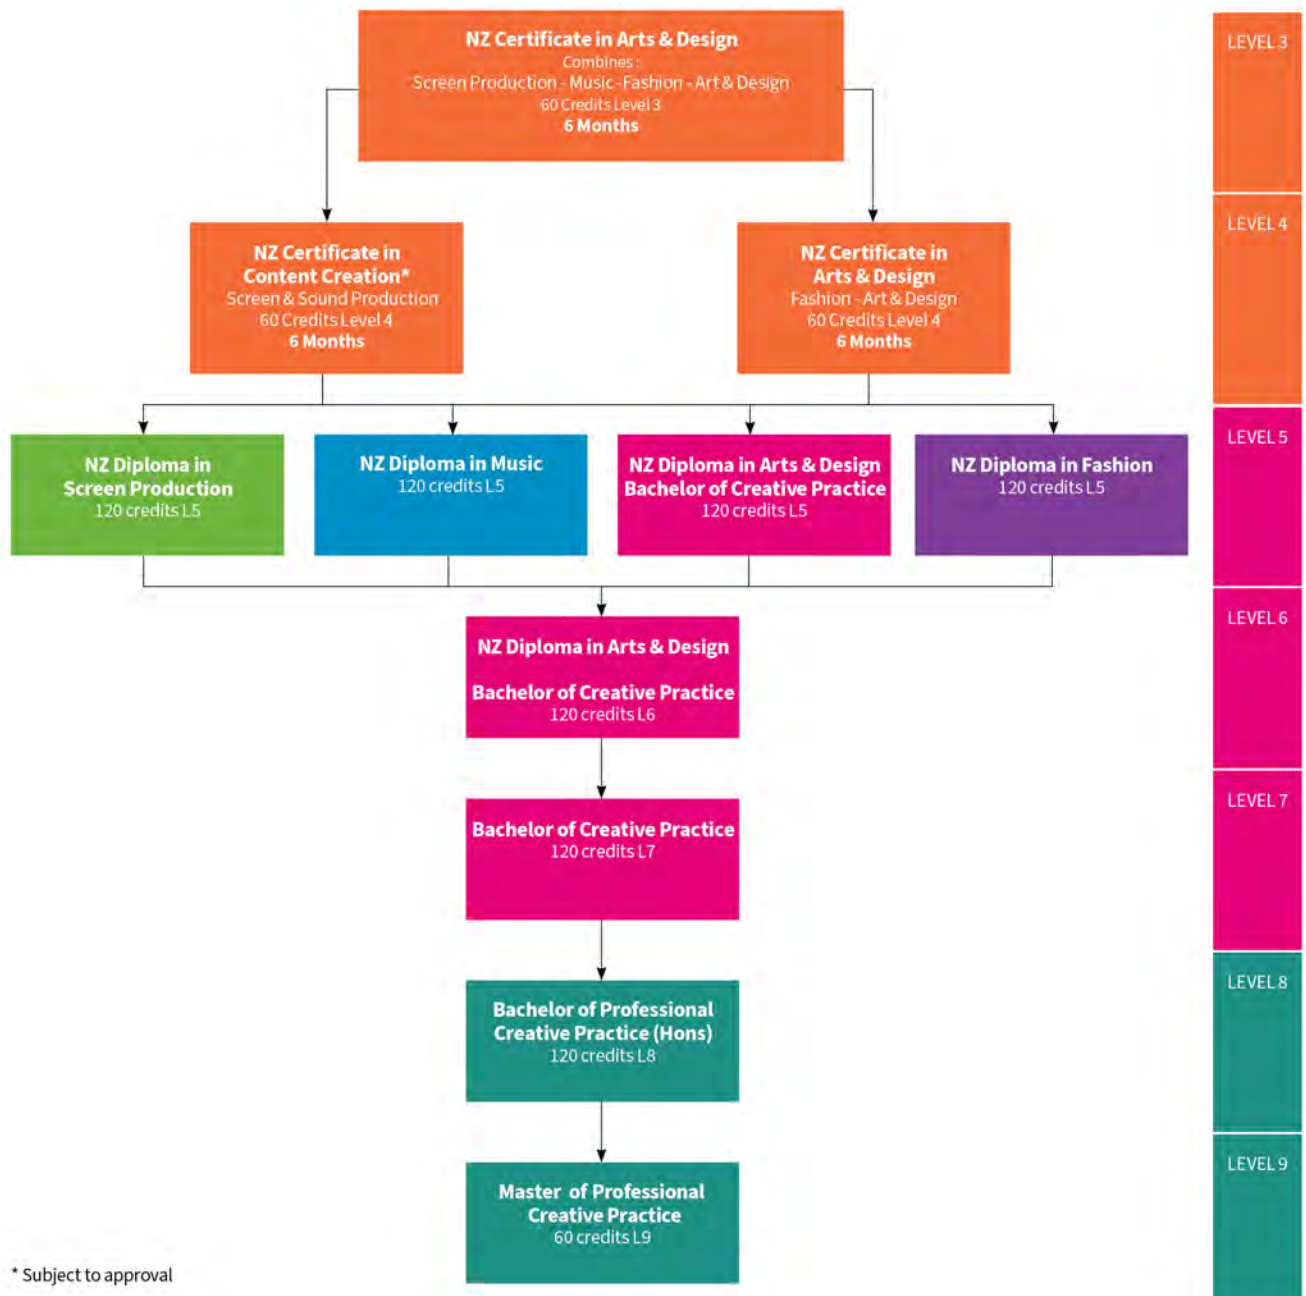 NZ Certificate in Arts & Design
Combines :
Screen Production - Music -Fashion - Art & Design
60 Credits Level 3
6 Months
LEVEL 3
NZ Certificate in
Content Creation*
Screen & Sound Production
60 Credits Level 4
6 Months
NZ Certificate in
Arts & Design
Fashion - Art & Design
60 Credits Level 4
6 Months
LEVEL 4
NZ Diploma in
Screen Production
120 credits L5
NZ Diploma in Music
120 credits L5
NZ Diploma in Arts & Design
Bachelor of Creative Practice
120 credits L5
NZ Diploma in Fashion
120 credits L5
LEVEL 5
NZ Diploma in Arts & Design
Bachelor of Creative Practice
120 credits L6
LEVEL 6
Bachelor of Creative Practice
120 credits L7
LEVEL 7
Bachelor of Professional
Creative Practice (Hons)
120 credits L8
LEVEL 8
Master of Professional
Creative Practice
60 credits L9
LEVEL 9
* Subject to approval